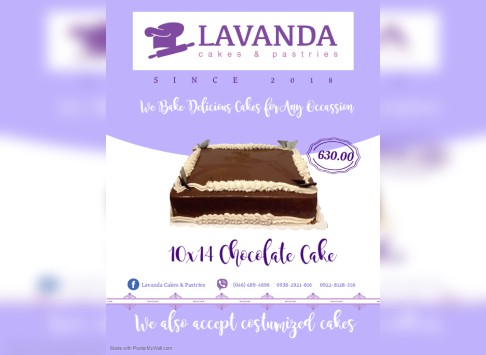 LAVANDA
cakes & pastries
SINCE 2018
We Bake Delicious Cakes for Any Occassion
630.00
10x14 Chocolate Cake
Lavanda Cakes & Pastries
We also accept costumized cakes
Made with PosterMyWall.com